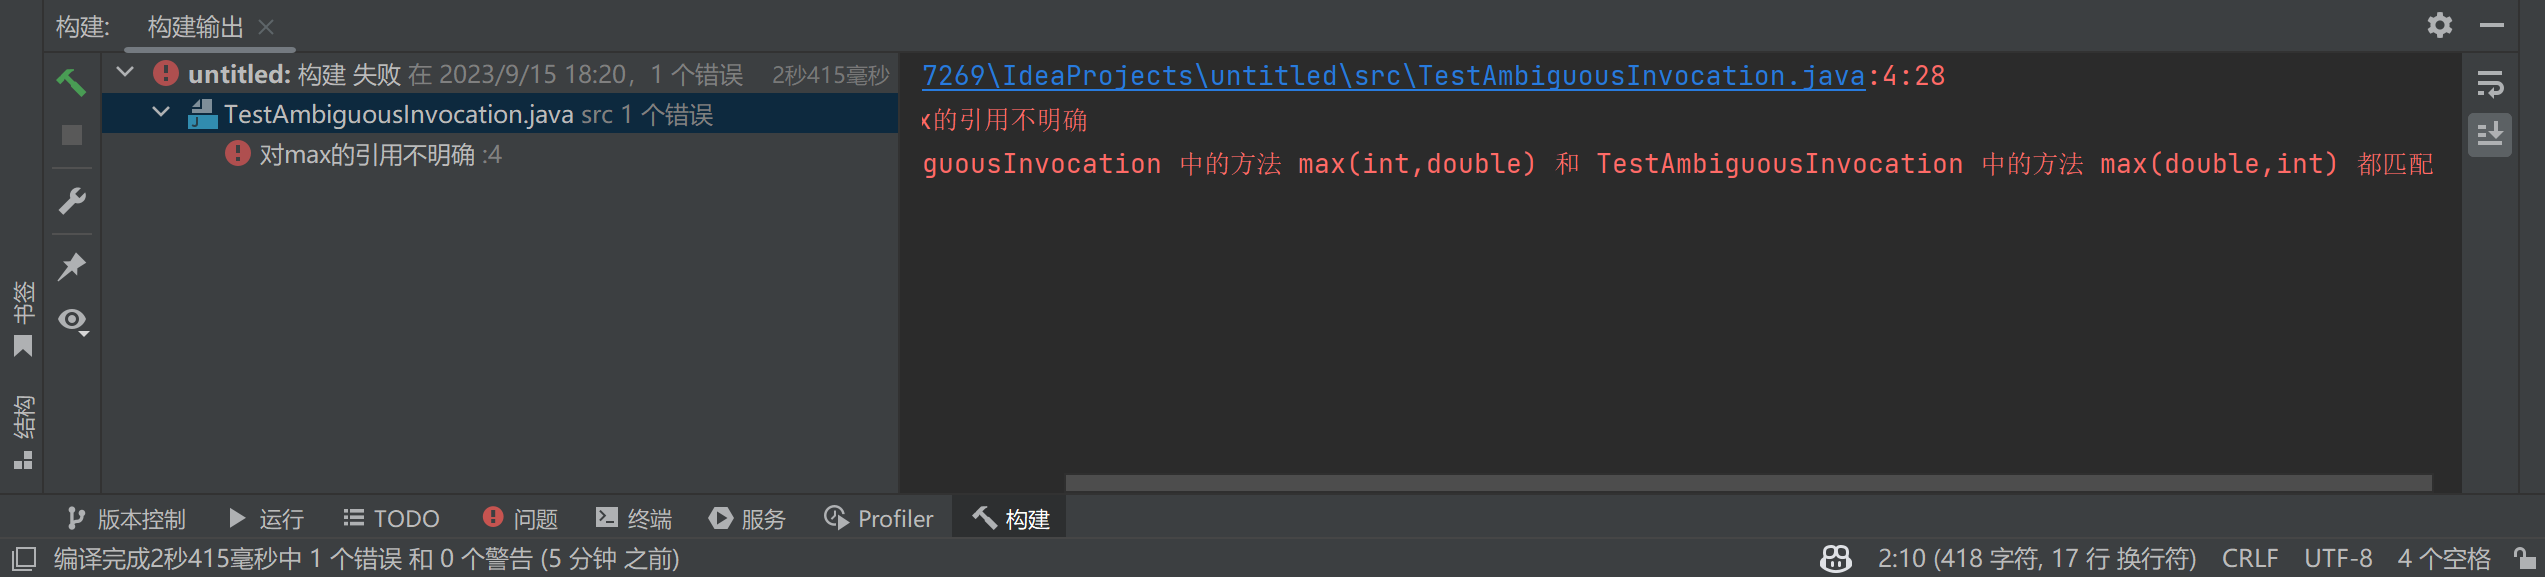 构建: 构建输出
untitled: 构建 失败 在 2023/9/15 18:20，1 个错误 2秒415毫秒
TestAmbiguousInvocation.java src 1 个错误
对max的引用不明确 :4
7269\IdeaProjects\untitled\src\TestAmbiguousInvocation.java:4:28
x的引用不明确
guousInvocation 中的方法 max(int,double) 和 TestAmbiguousInvocation 中的方法 max(double,int) 都匹配
书签
结构
版本控制 运行 TODO 问题 终端 服务 Profiler 构建
编译完成2秒415毫秒中 1 个错误 和 0 个警告 (5 分钟 之前) 2:10 (418 字符, 17 行 换行符) CRLF UTF-8 4 个空格